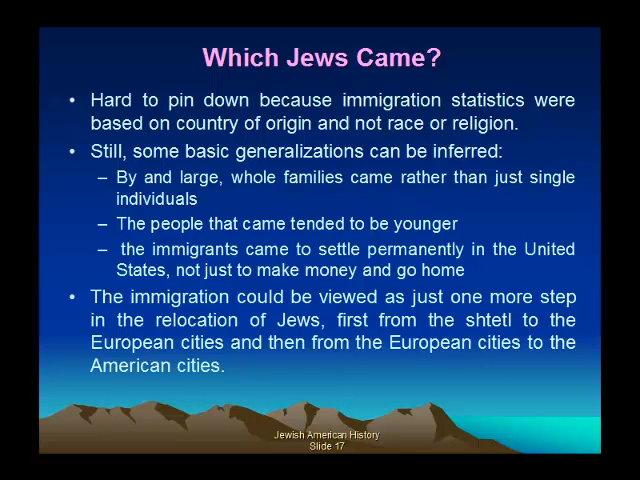 Which Jews Came?
• Hard to pin down because immigration statistics were
based on country of origin and not race or religion.
• Still, some basic generalizations can be inferred:
– By and large, whole families came rather than just single
individuals
– The people that came tended to be younger
– the immigrants came to settle permanently in the United
States, not just to make money and go home
• The immigration could be viewed as just one more step
in the relocation of Jews, first from the shtetl to the
European cities and then from the European cities to the
American cities.
Jewish American History
Slide 17